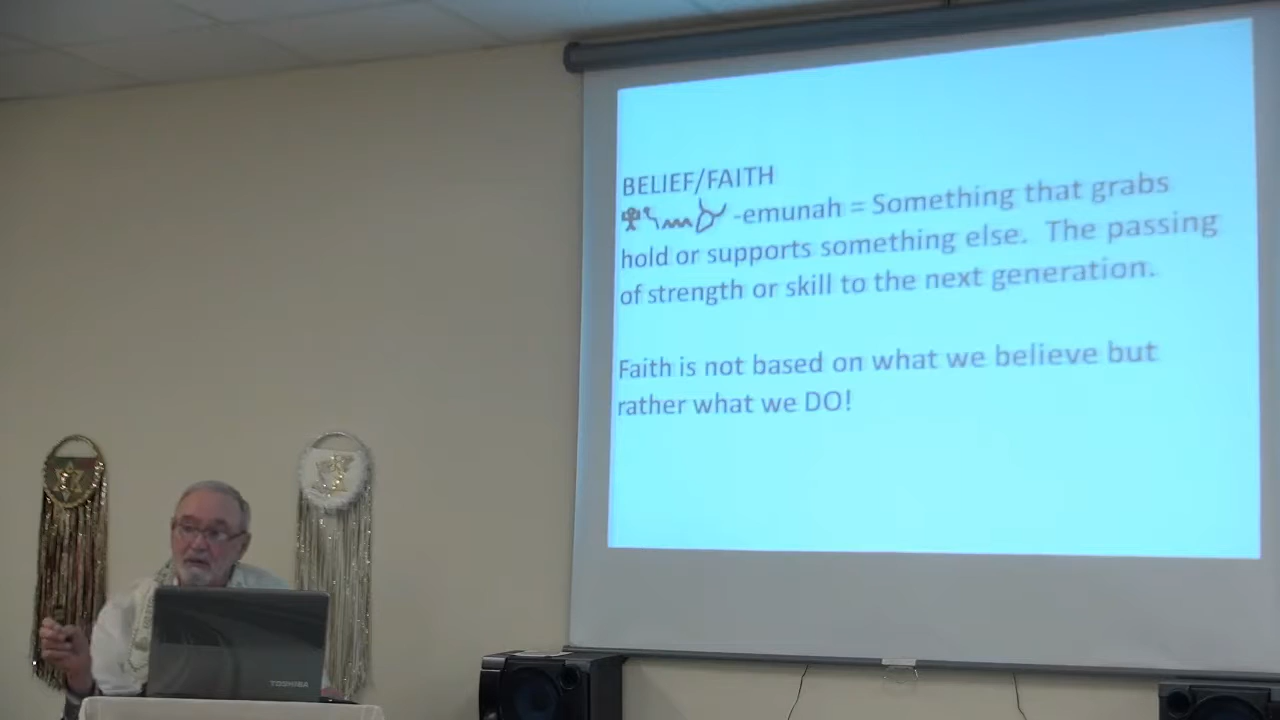 BELIEF/FAITH
-emunah = Something that grabs
hold or supports something else. The passing
of strength or skill to the next generation.
Faith is not based on what we believe but
rather what we DO!
TOSHIBA